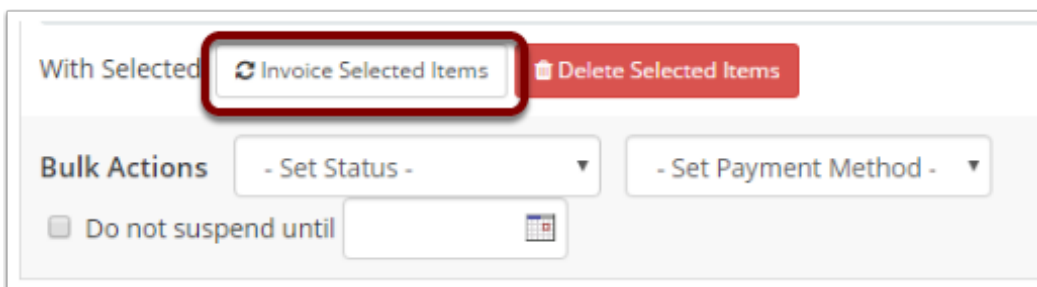 With Selected Invoice Selected Items Delete Selected Items
Bulk Actions - Set Status - - Set Payment Method -
Do not suspend until